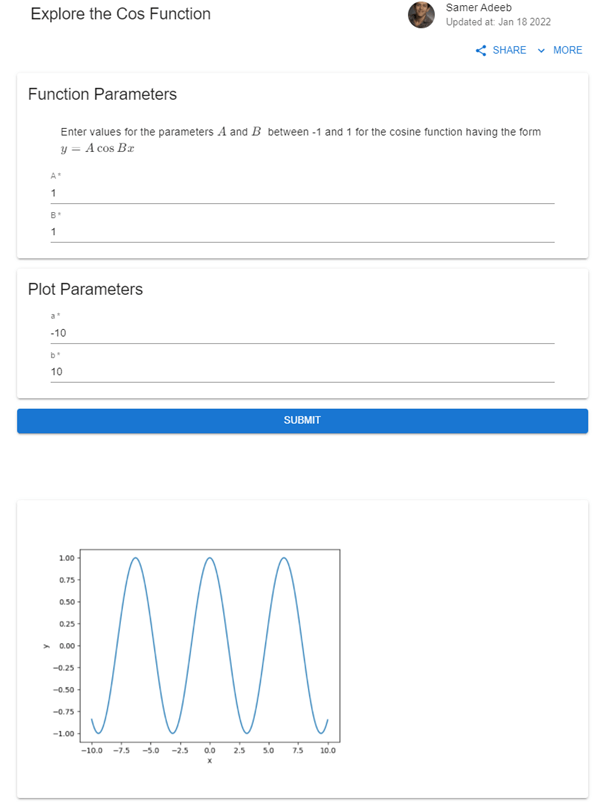 Explore the Cos Function
Samer Adeeb
Updated at: Jan 18 2022
SHARE MORE
Function Parameters
Enter values for the parameters A and B between -1 and 1 for the cosine function having the form
y = A cos Bx
A *
1
B *
1
Plot Parameters
a *
-10
b *
10
SUBMIT
1.00
0.75
0.50
0.25
0.00
−0.25
−0.50
−0.75
−1.00
y
−10.0 −7.5 −5.0 −2.5 0.0 2.5 5.0 7.5 10.0
x